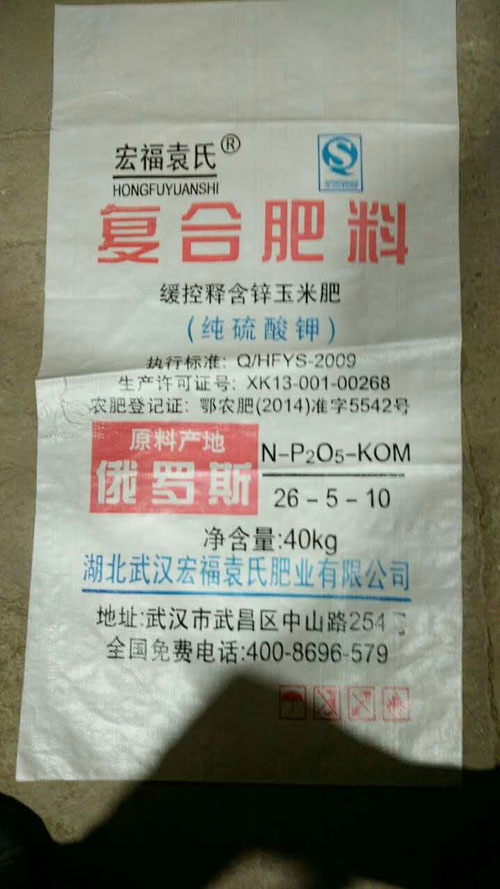 宏福袁氏®
HONGFUYUANSHI
复合肥料
缓控释含锌玉米肥
(纯硫酸钾)
执行标准: Q/HFYS-2009
生产许可证号: XK13-001-00268
农肥登记证: 鄂农肥(2014)准字5542号
原料产地
俄罗斯
N-P2O5-KOM
26-5-10
净含量:40kg
湖北武汉宏福袁氏肥业有限公司
地址:武汉市武昌区中山路254号
全国免费电话:400-8696-579